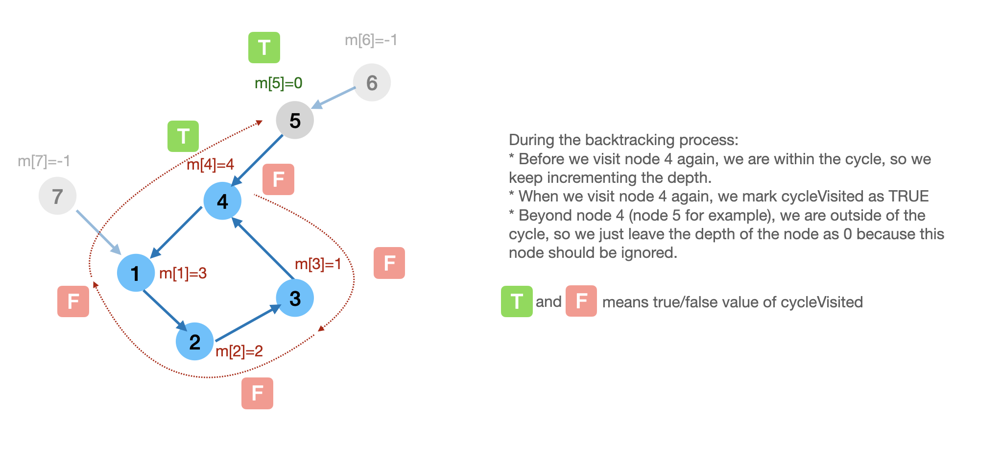 m[6]=-1
T
6
m[5]=0
5
T
m[4]=4
m[7]=-1
F
7
4
F
m[3]=1
1
m[1]=3
F
3
2
m[2]=2
F
During the backtracking process:
* Before we visit node 4 again, we are within the cycle, so we
keep incrementing the depth.
* When we visit node 4 again, we mark cycleVisited as TRUE
* Beyond node 4 (node 5 for example), we are outside of the
cycle, so we just leave the depth of the node as 0 because this
node should be ignored.
T and F means true/false value of cycleVisited